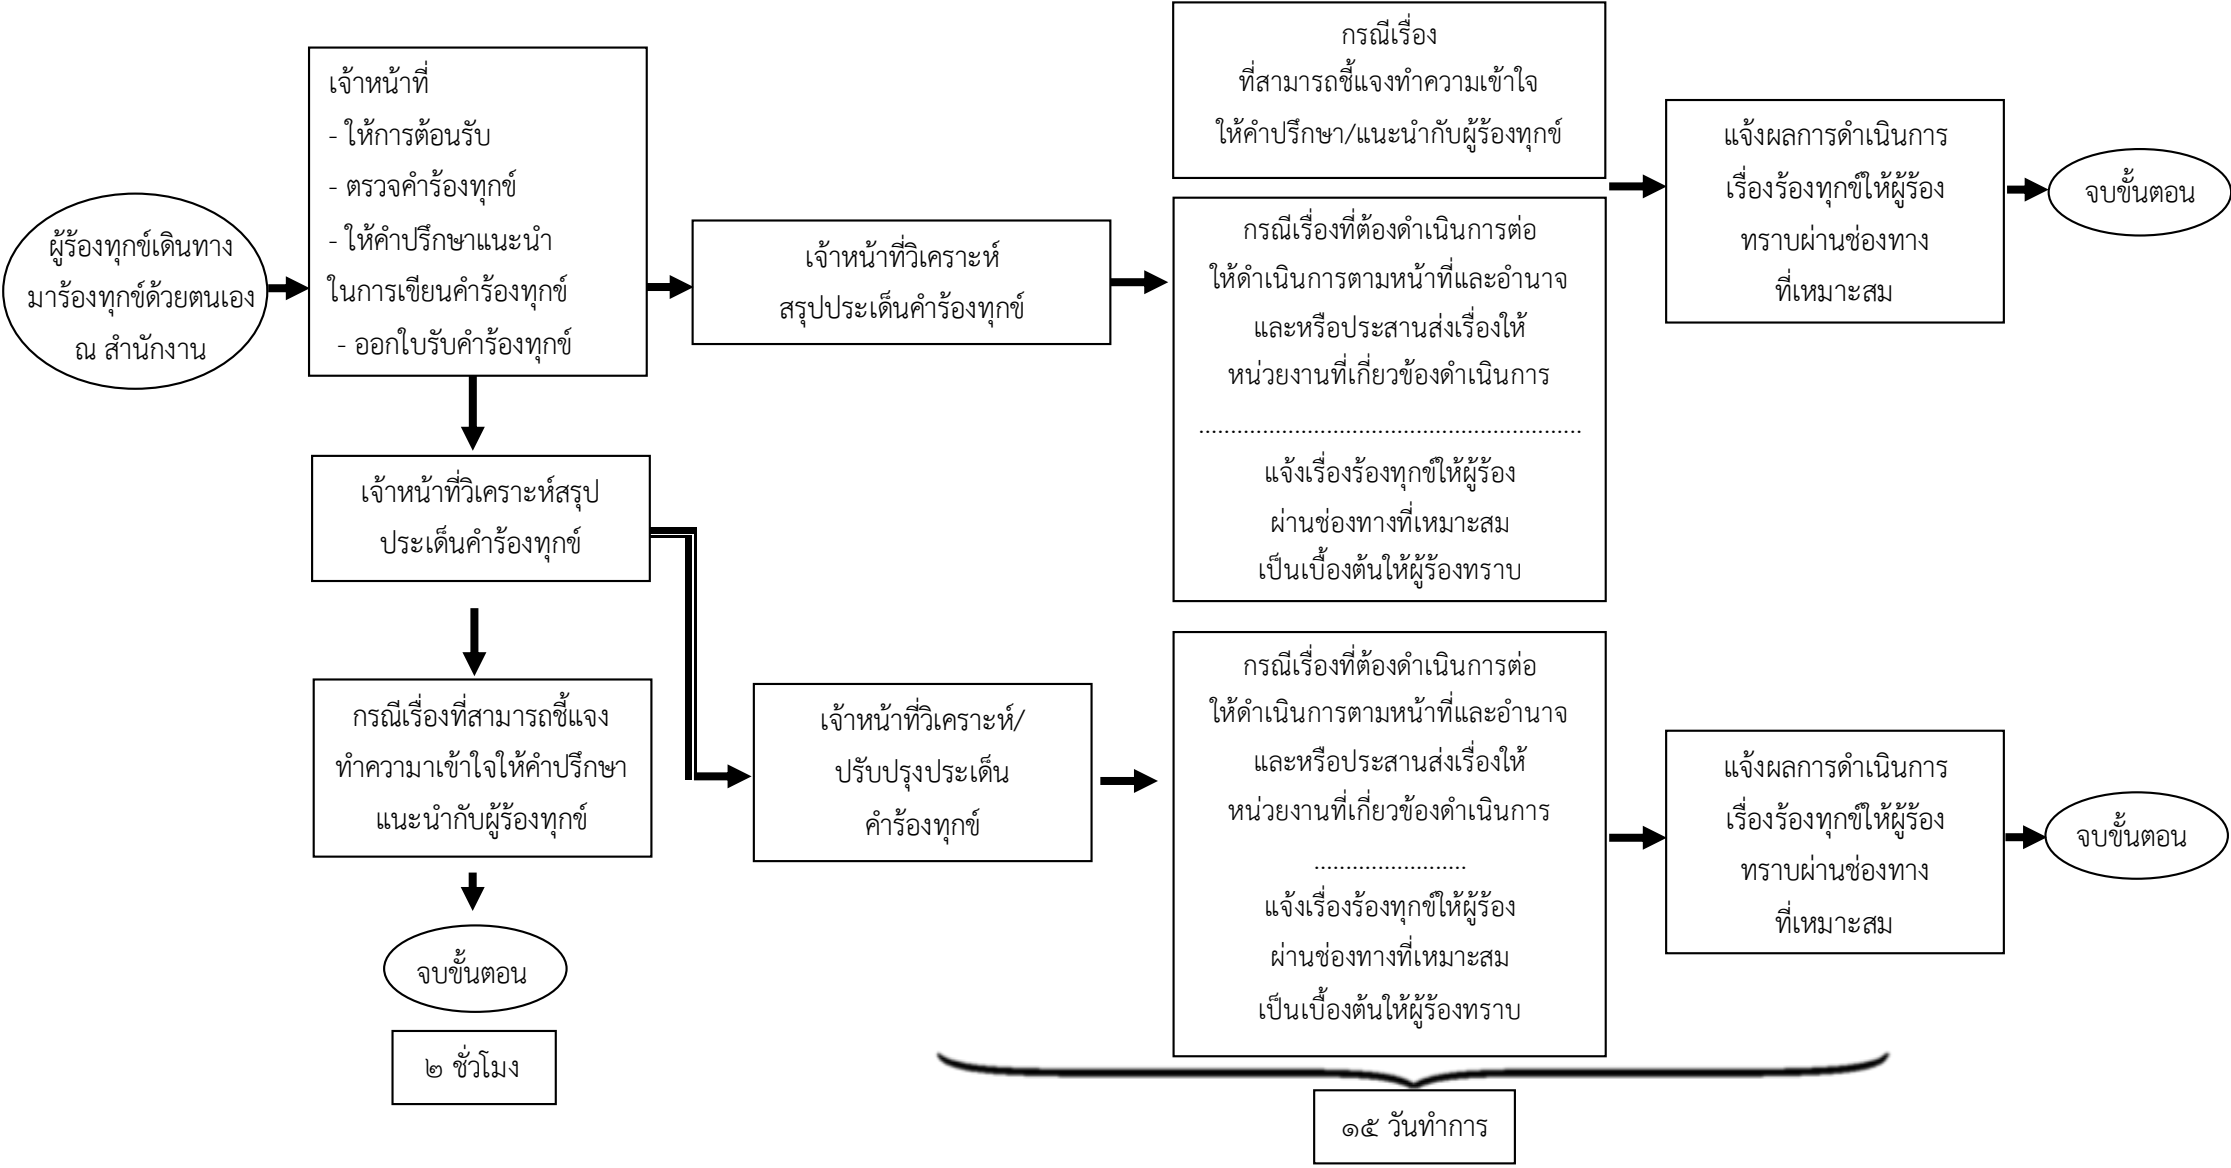 ผู้ร้องทุกข์เดินทาง
มาร้องทุกข์ด้วยตนเอง
ณ สำนักงาน
เจ้าหน้าที่
- ให้การต้อนรับ
- ตรวจคำร้องทุกข์
- ให้คำปรึกษาแนะนำ
ในการเขียนคำร้องทุกข์
- ออกใบรับคำร้องทุกข์
เจ้าหน้าที่วิเคราะห์
สรุปประเด็นคำร้องทุกข์
กรณีเรื่อง
ที่สามารถชี้แจงทำความเข้าใจ
ให้คำปรึกษา/แนะนำกับผู้ร้องทุกข์
กรณีเรื่องที่ต้องดำเนินการต่อ
ให้ดำเนินการตามหน้าที่และอำนาจ
และหรือประสานส่งเรื่องให้
หน่วยงานที่เกี่ยวข้องดำเนินการ
............................................................
แจ้งเรื่องร้องทุกข์ให้ผู้ร้อง
ผ่านช่องทางที่เหมาะสม
เป็นเบื้องต้นให้ผู้ร้องทราบ
แจ้งผลการดำเนินการ
เรื่องร้องทุกข์ให้ผู้ร้อง
ทราบผ่านช่องทาง
ที่เหมาะสม
จบขั้นตอน
เจ้าหน้าที่วิเคราะห์สรุป
ประเด็นคำร้องทุกข์
กรณีเรื่องที่สามารถชี้แจง
ทำความาเข้าใจให้คำปรึกษา
แนะนำกับผู้ร้องทุกข์
จบขั้นตอน
๒ ชั่วโมง
เจ้าหน้าที่วิเคราะห์/
ปรับปรุงประเด็น
คำร้องทุกข์
กรณีเรื่องที่ต้องดำเนินการต่อ
ให้ดำเนินการตามหน้าที่และอำนาจ
และหรือประสานส่งเรื่องให้
หน่วยงานที่เกี่ยวข้องดำเนินการ
........................
แจ้งเรื่องร้องทุกข์ให้ผู้ร้อง
ผ่านช่องทางที่เหมาะสม
เป็นเบื้องต้นให้ผู้ร้องทราบ
แจ้งผลการดำเนินการ
เรื่องร้องทุกข์ให้ผู้ร้อง
ทราบผ่านช่องทาง
ที่เหมาะสม
จบขั้นตอน
๑๕ วันทำการ